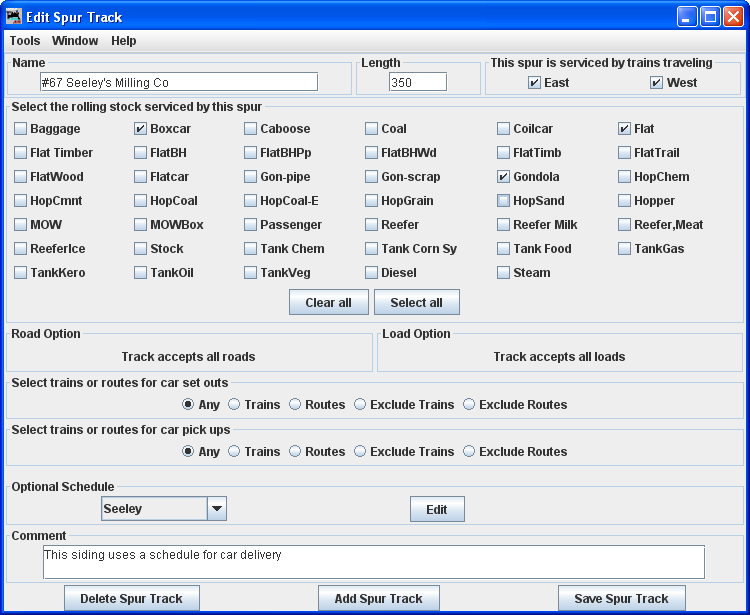 Edit Spur Track
Tools Window Help
Name Length This spur is serviced by trains traveling
#67 Seeley's Milling Co 350 East West
Select the rolling stock serviced by this spur
Baggage Boxcar Caboose Coal Coilcar Flat
Flat Timber FlatBH FlatBHPp FlatBHWd FlatTimb FlatTrail
FlatWood Flatcar Gon-pipe Gon-scrap Gondola HopChem
HopCmnt HopCoal HopCoal-E HopGrain HopSand Hopper
MOW MOWBox Passenger Reefer Reefer Milk Reefer,Meat
ReeferIce Stock Tank Chem Tank Corn Sy Tank Food TankGas
TankKero TankOil TankVeg Diesel Steam
Clear all Select all
Road Option Load Option
Track accepts all roads Track accepts all loads
Select trains or routes for car set outs
Any Trains Routes Exclude Trains Exclude Routes
Select trains or routes for car pick ups
Any Trains Routes Exclude Trains Exclude Routes
Optional Schedule
Seeley Edit
Comment
This siding uses a schedule for car delivery
Delete Spur Track Add Spur Track Save Spur Track